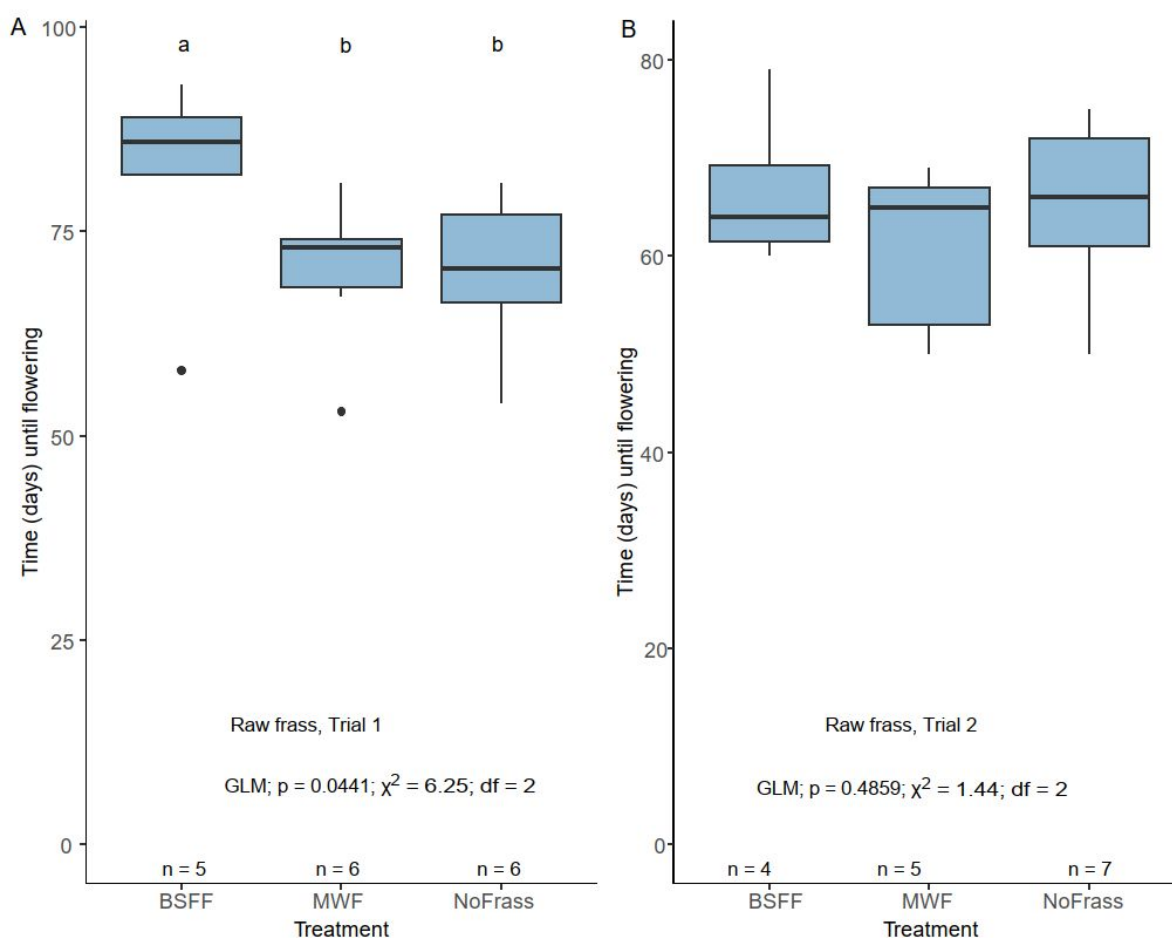 A
100
75
50
25
0
Time (days) until flowering
a b b
Raw frass, Trial 1
GLM; p = 0.0441; χ² = 6.25; df = 2
n = 5 n = 6 n = 6
BSFF MWF NoFrass
Treatment
B
80
60
40
20
0
Time (days) until flowering
Raw frass, Trial 2
GLM; p = 0.4859; χ² = 1.44; df = 2
n = 4 n = 5 n = 7
BSFF MWF NoFrass
Treatment